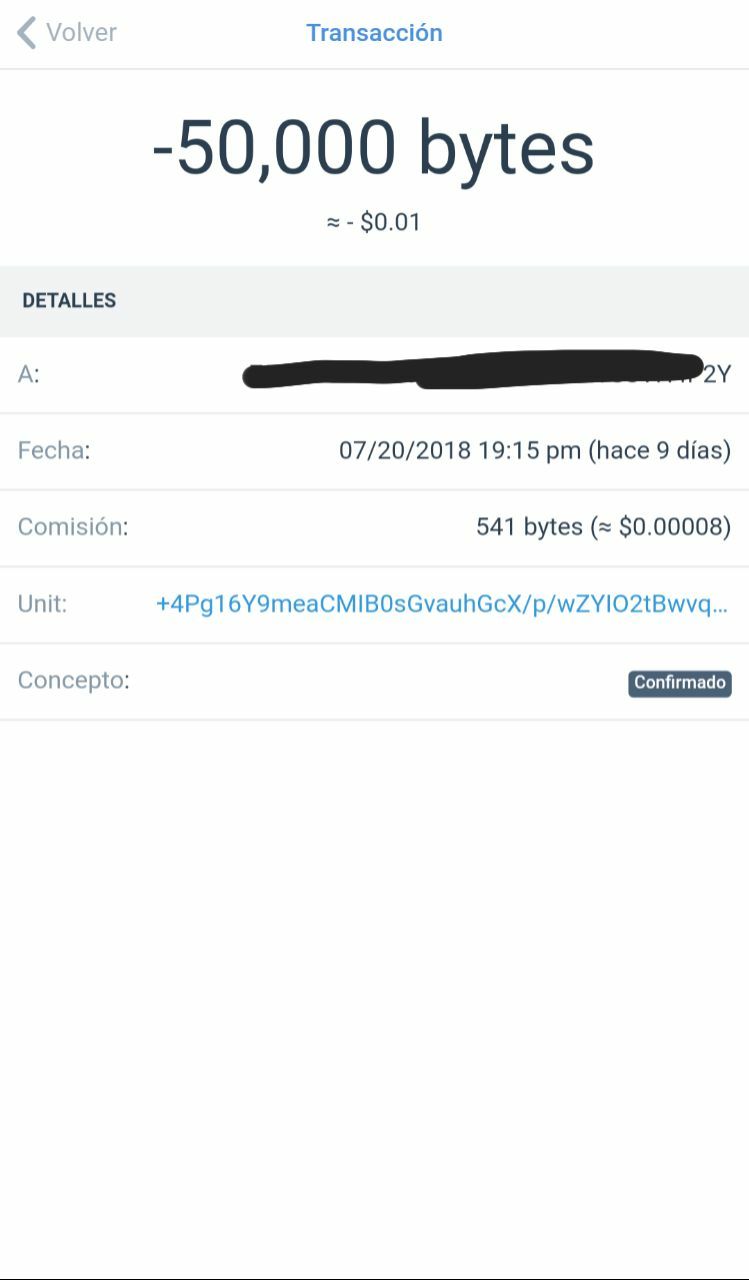 Volver
Transacción
-50,000 bytes
≈ - $0.01
DETALLES
A: 2Y
Fecha: 07/20/2018 19:15 pm (hace 9 días)
Comisión: 541 bytes (≈ $0.00008)
Unit: +4Pg16Y9meaCMIB0sGvauhGcX/p/wZYIO2tBwvq...
Concepto: Confirmado